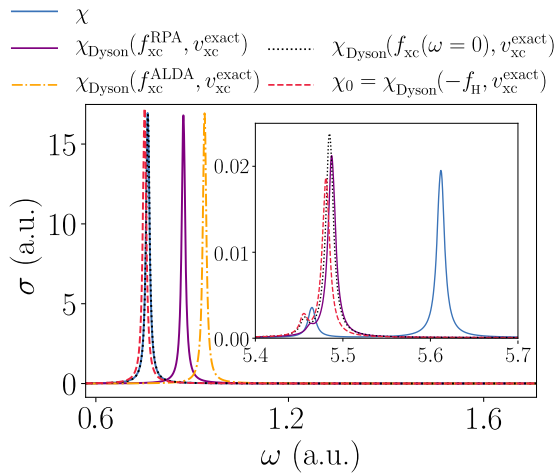 χ
χ_Dyson(f_xc^RPA, v_xc^exact)
χ_Dyson(f_xc(ω = 0), v_xc^exact)
χ_Dyson(f_xc^ALDA, v_xc^exact)
χ₀ = χ_Dyson(−f_H, v_xc^exact)
σ (a.u.)
15
10
5
0
0.6
1.2
1.6
ω (a.u.)
0.02
0.01
0.00
5.4
5.5
5.6
5.7